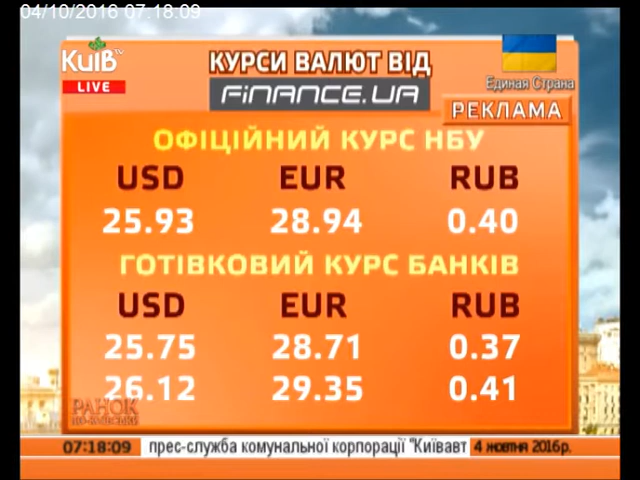 04/10/2016 07.18.09
КиїВ TV
LIVE
КУРСИ ВАЛЮТ ВІД
FiNANCE.UA
Единая Страна
РЕКЛАМА
ОФІЦІЙНИЙ КУРС НБУ
USD EUR RUB
25.93 28.94 0.40
ГОТІВКОВИЙ КУРС БАНКІВ
USD EUR RUB
25.75 28.71 0.37
26.12 29.35 0.41
РАНОК
ПО-КИЇВСЬКИ
07:18:09 прес-служба комунальної корпорації "Київавт 4 жовтня 2016р.